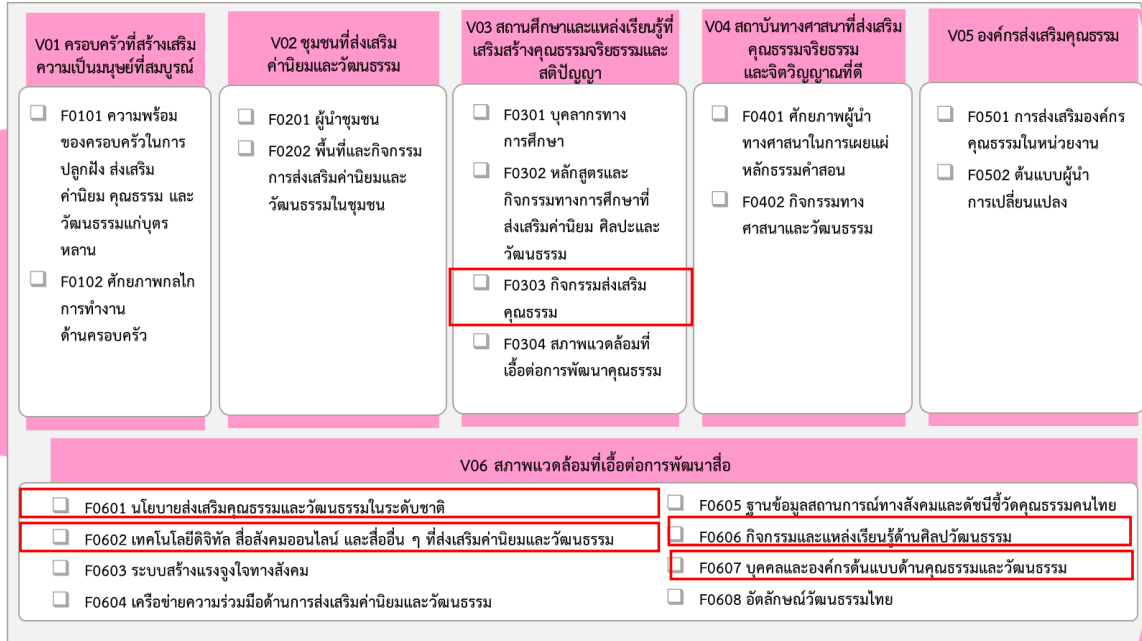 V01 ครอบครัวที่สร้างเสริม
ความเป็นมนุษย์ที่สมบูรณ์
V02 ชุมชนที่ส่งเสริม
ค่านิยมและวัฒนธรรม
V03 สถานศึกษาและแหล่งเรียนรู้ที่
เสริมสร้างคุณธรรมจริยธรรมและ
สติปัญญา
V04 สถาบันทางศาสนาที่ส่งเสริม
คุณธรรมจริยธรรม
และจิตวิญญาณที่ดี
V05 องค์กรส่งเสริมคุณธรรม
F0101 ความพร้อม
ของครอบครัวในการ
ปลูกฝัง ส่งเสริม
ค่านิยม คุณธรรม และ
วัฒนธรรมแก่บุตร
หลาน
F0102 ศักยภาพกลไก
การทำงาน
ด้านครอบครัว
F0201 ผู้นำชุมชน
F0202 พื้นที่และกิจกรรม
การส่งเสริมค่านิยมและ
วัฒนธรรมในชุมชน
F0301 บุคลากรทาง
การศึกษา
F0302 หลักสูตรและ
กิจกรรมทางการศึกษาที่
ส่งเสริมค่านิยม ศิลปะและ
วัฒนธรรม
F0303 กิจกรรมส่งเสริม
คุณธรรม
F0304 สภาพแวดล้อมที่
เอื้อต่อการพัฒนาคุณธรรม
F0401 ศักยภาพผู้นำ
ทางศาสนาในการเผยแผ่
หลักธรรมคำสอน
F0402 กิจกรรมทาง
ศาสนาและวัฒนธรรม
F0501 การส่งเสริมองค์กร
คุณธรรมในหน่วยงาน
F0502 ต้นแบบผู้นำ
การเปลี่ยนแปลง
V06 สภาพแวดล้อมที่เอื้อต่อการพัฒนาสื่อ
F0601 นโยบายส่งเสริมคุณธรรมและวัฒนธรรมในระดับชาติ
F0602 เทคโนโลยีดิจิทัล สื่อสังคมออนไลน์ และสื่ออื่น ๆ ที่ส่งเสริมค่านิยมและวัฒนธรรม
F0603 ระบบสร้างแรงจูงใจทางสังคม
F0604 เครือข่ายความร่วมมือด้านการส่งเสริมค่านิยมและวัฒนธรรม
F0605 ฐานข้อมูลสถานการณ์ทางสังคมและดัชนีชี้วัดคุณธรรมคนไทย
F0606 กิจกรรมและแหล่งเรียนรู้ด้านศิลปวัฒนธรรม
F0607 บุคคลและองค์กรต้นแบบด้านคุณธรรมและวัฒนธรรม
F0608 อัตลักษณ์วัฒนธรรมไทย